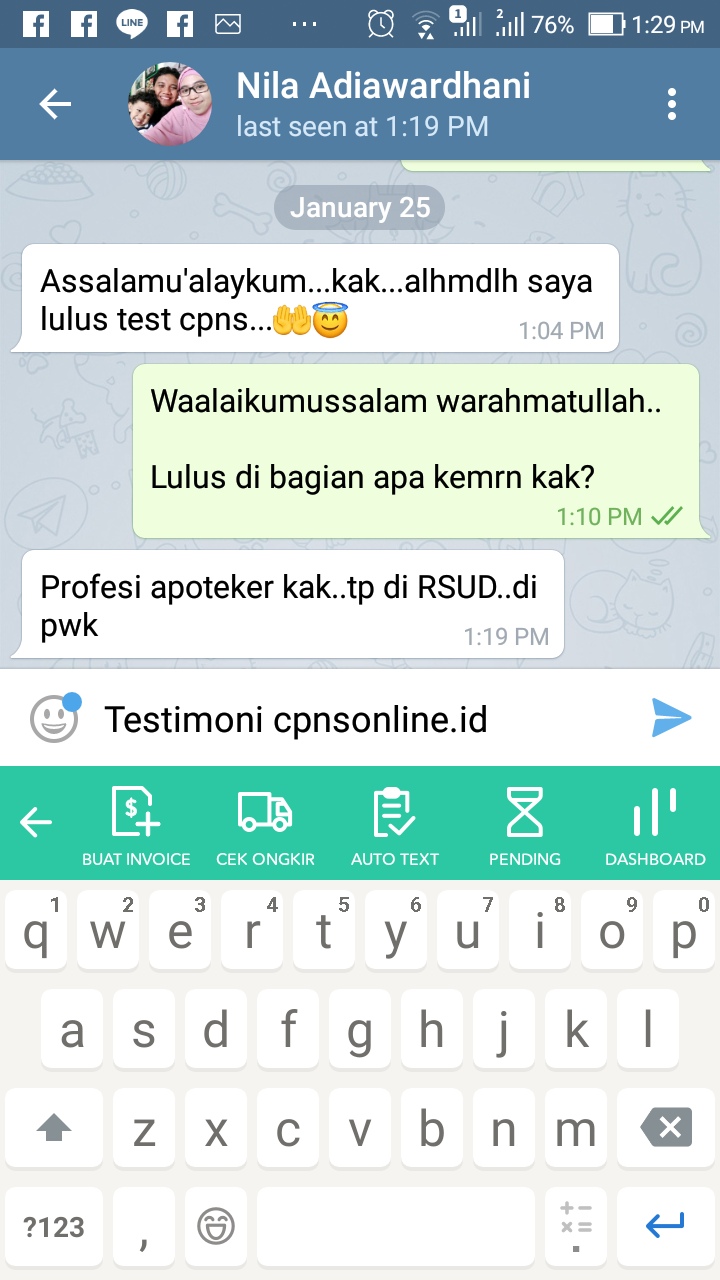 LINE
1
2
76%
1:29 PM
Nila Adiawardhani
last seen at 1:19 PM
January 25
Assalamu'alaykum...kak...alhmdlh saya
lulus test cpns...🤲😇
1:04 PM
Waalaikumussalam warahmatullah..
Lulus di bagian apa kemrn kak?
1:10 PM
Profesi apoteker kak..tp di RSUD..di
pwk
1:19 PM
Testimoni cpnsonline.id
BUAT INVOICE
CEK ONGKIR
AUTO TEXT
PENDING
DASHBOARD
1 2 3 4 5 6 7 8 9 0
q w e r t y u i o p
a s d f g h j k l
z x c v b n m
?123 , .